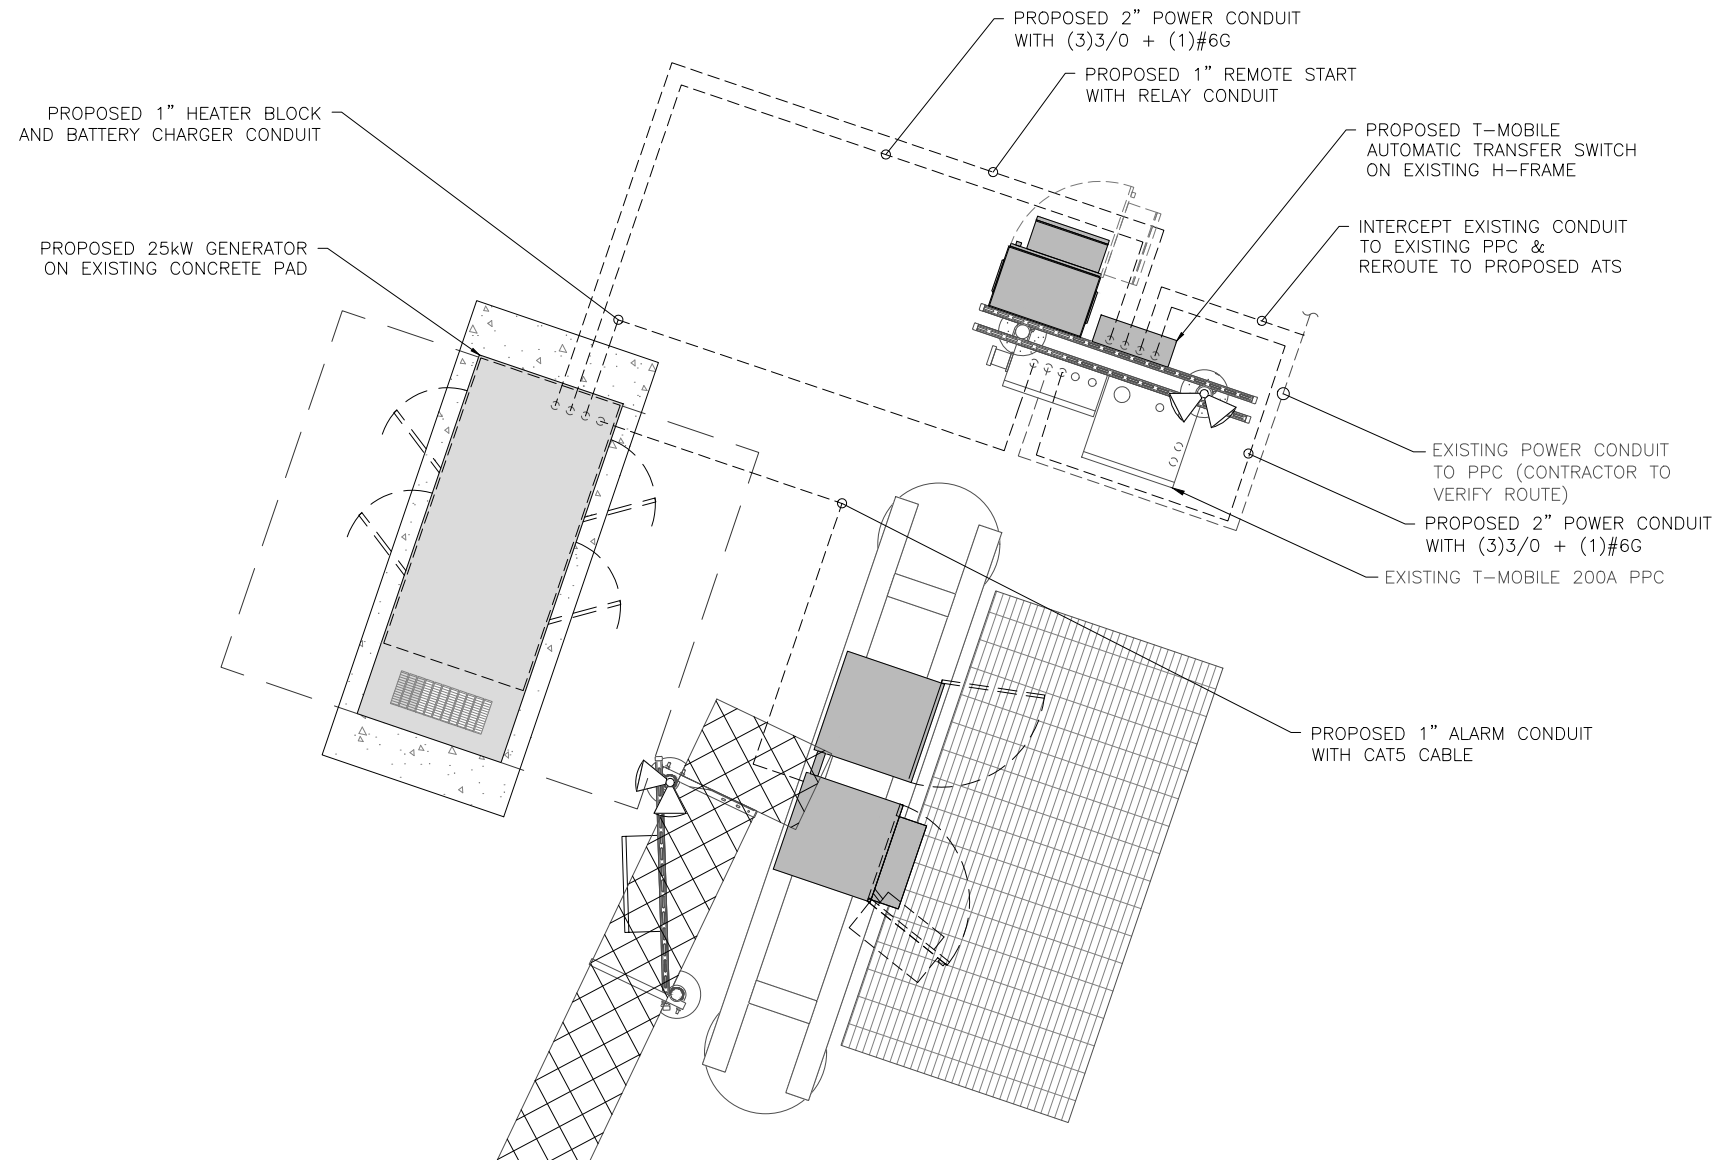 PROPOSED 2” POWER CONDUIT
WITH (3)3/0 + (1)#6G
PROPOSED 1” REMOTE START
WITH RELAY CONDUIT
PROPOSED 1” HEATER BLOCK
AND BATTERY CHARGER CONDUIT
PROPOSED T-MOBILE
AUTOMATIC TRANSFER SWITCH
ON EXISTING H-FRAME
INTERCEPT EXISTING CONDUIT
TO EXISTING PPC &
REROUTE TO PROPOSED ATS
PROPOSED 25kW GENERATOR
ON EXISTING CONCRETE PAD
EXISTING POWER CONDUIT
TO PPC (CONTRACTOR TO
VERIFY ROUTE)
PROPOSED 2” POWER CONDUIT
WITH (3)3/0 + (1)#6G
EXISTING T-MOBILE 200A PPC
PROPOSED 1” ALARM CONDUIT
WITH CAT5 CABLE